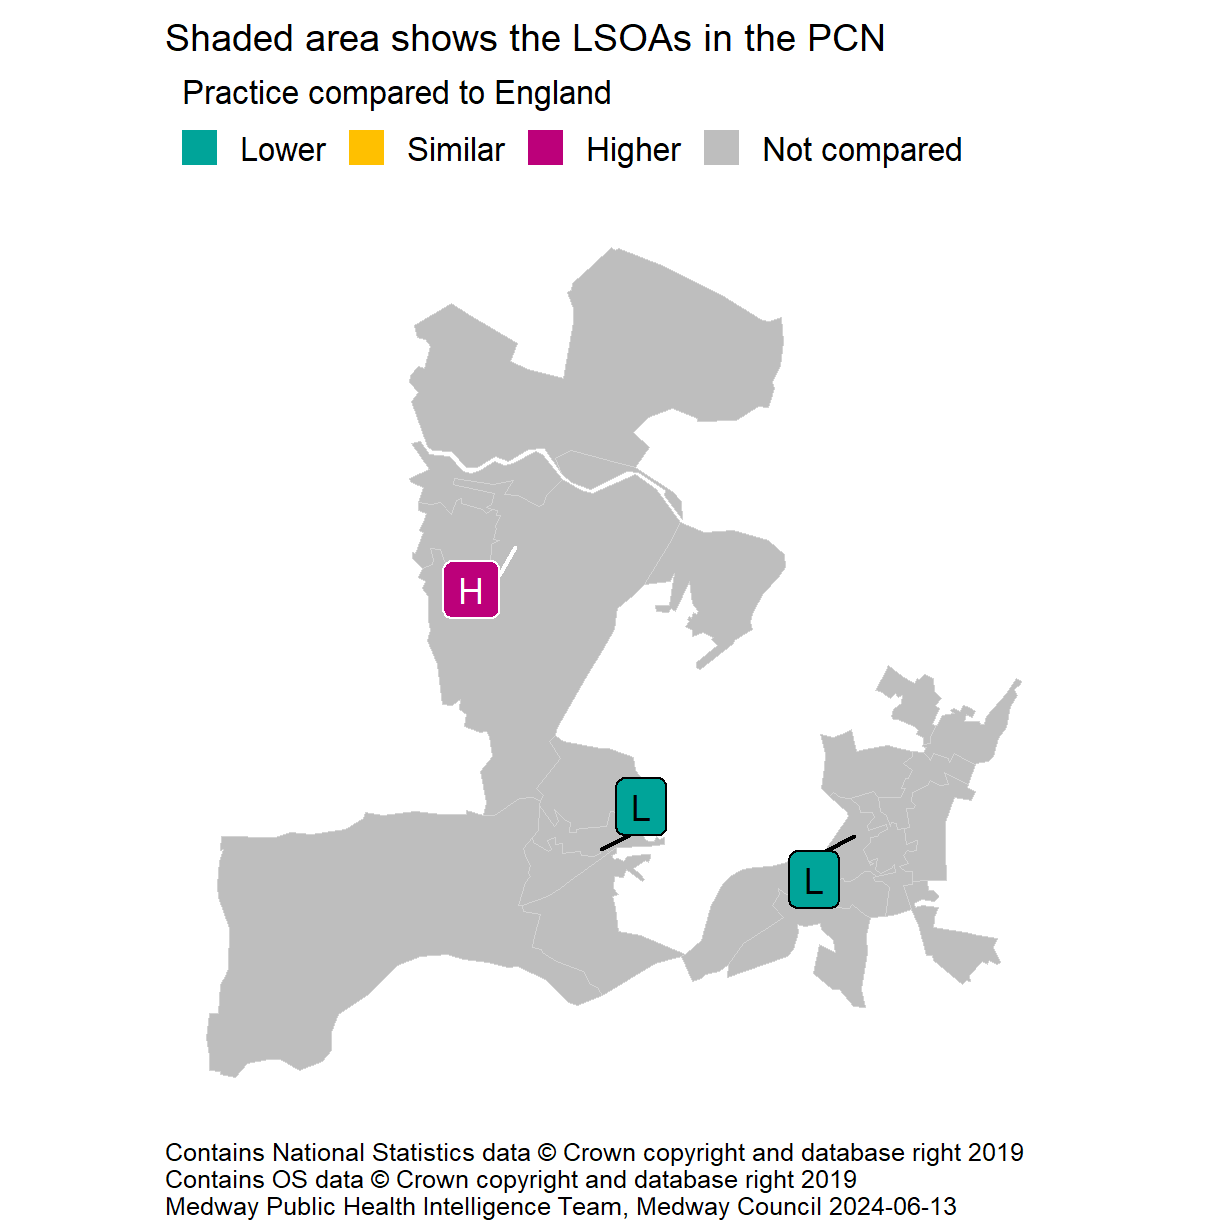 Shaded area shows the LSOAs in the PCN
Practice compared to England
Lower Similar Higher Not compared
H
L
L
Contains National Statistics data © Crown copyright and database right 2019
Contains OS data © Crown copyright and database right 2019
Medway Public Health Intelligence Team, Medway Council 2024-06-13